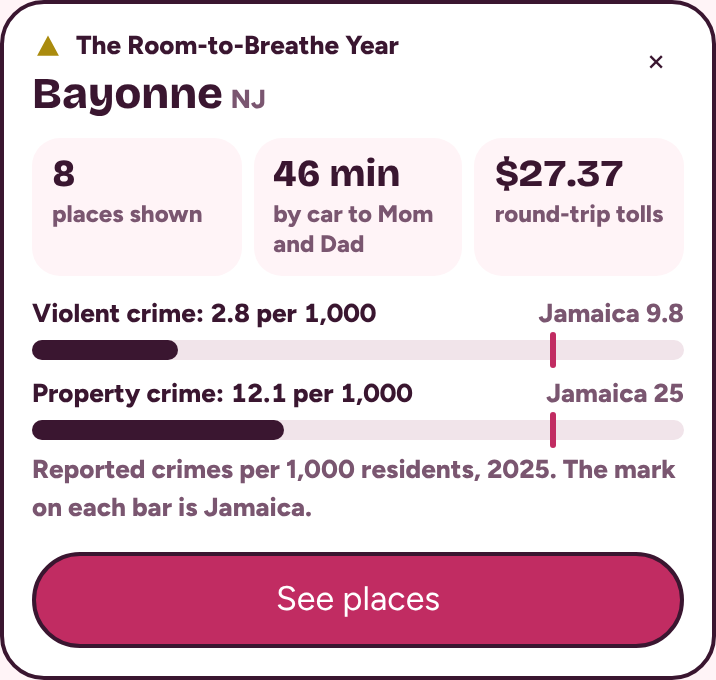 The Room-to-Breathe Year
×
Bayonne NJ
8
places shown
46 min
by car to Mom
and Dad
$27.37
round-trip tolls
Violent crime: 2.8 per 1,000
Jamaica 9.8
Property crime: 12.1 per 1,000
Jamaica 25
Reported crimes per 1,000 residents, 2025. The mark
on each bar is Jamaica.
See places